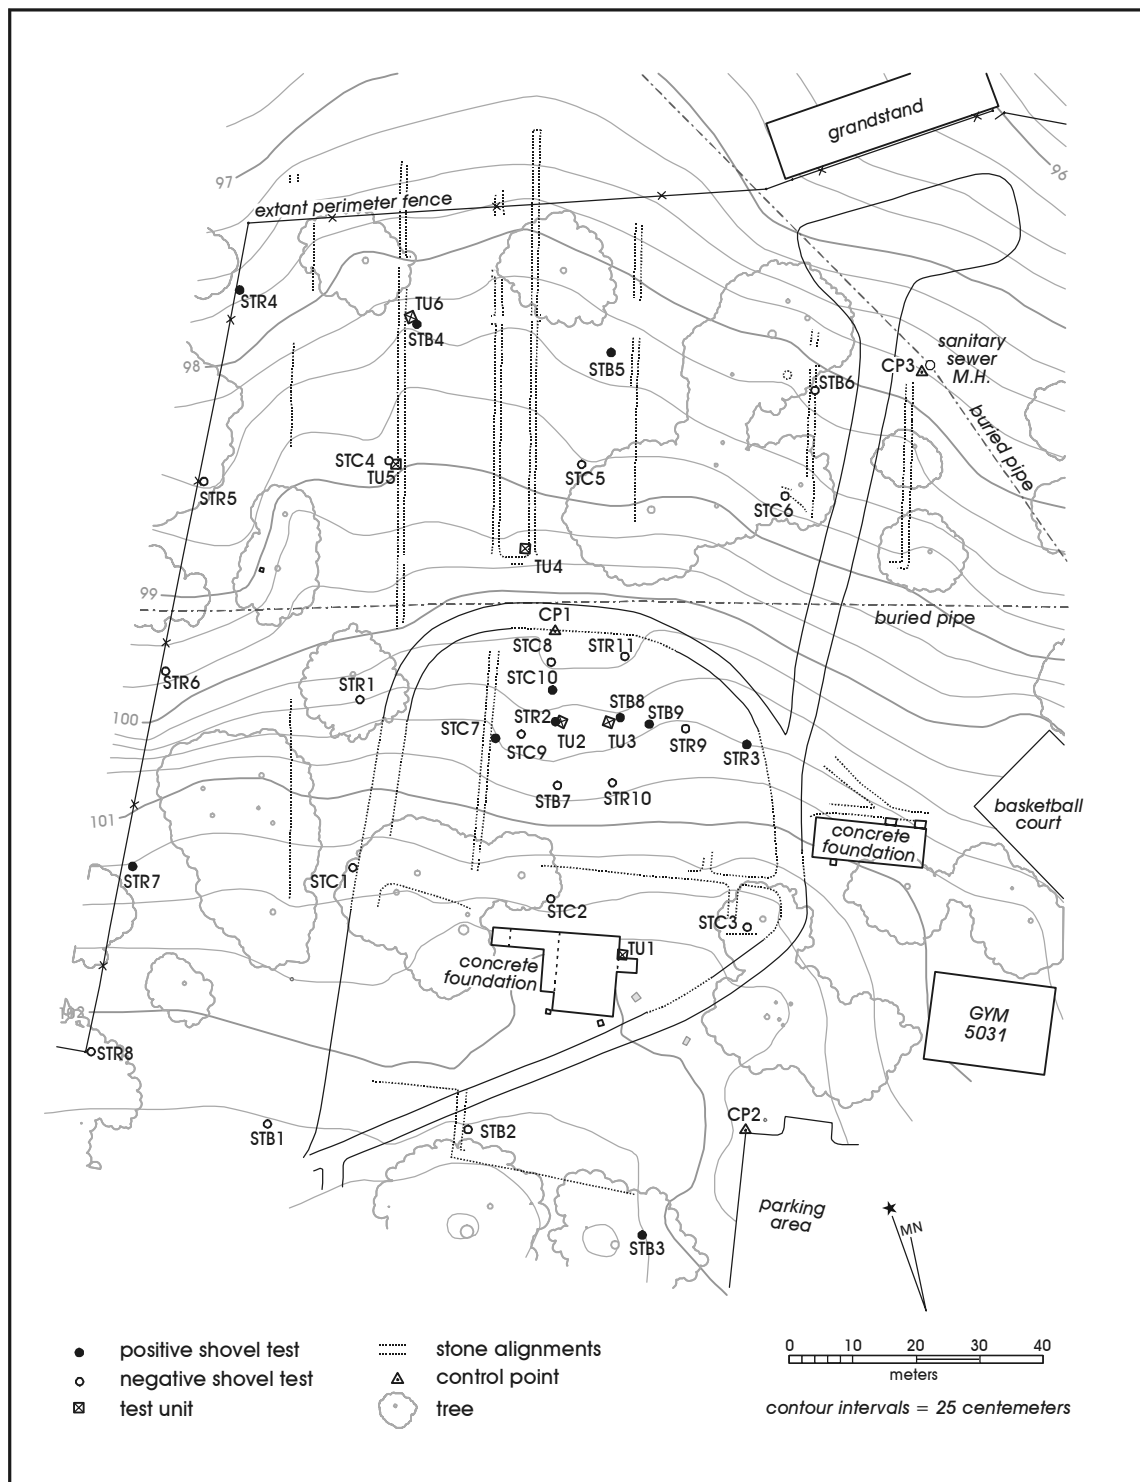 grandstand
96
97
extant perimeter fence
STR4
TU6
STB4
98
STB5
STB6
CP3
sanitary
sewer
M.H.
buried pipe
STC4
TU5
STC5
STR5
STC6
TU4
99
buried pipe
CP1
STC8
STR11
STR6
STC10
STR1
100
STR2
STB8
STB9
STC7
STC9
TU2
TU3
STR9
STR3
STB7
STR10
101
basketball
court
concrete
foundation
STR7
STC1
STC2
STC3
TU1
concrete
foundation
102
GYM
5031
STR8
CP2
STB1
STB2
parking
area
MN
STB3
positive shovel test
negative shovel test
test unit
stone alignments
control point
tree
0 10 20 30 40
meters
contour intervals = 25 centemeters